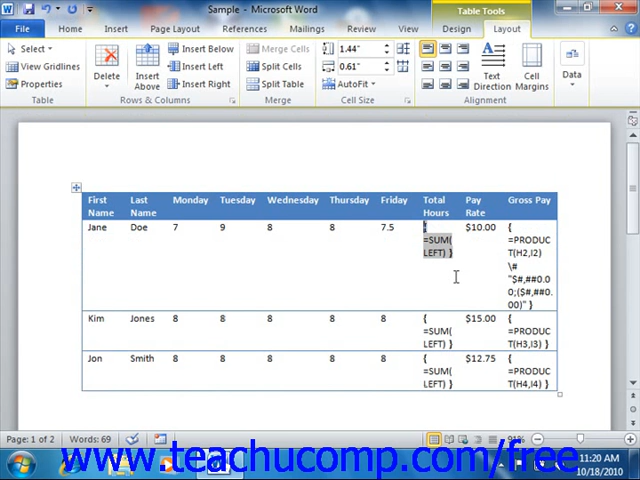 Sample - Microsoft Word
Table Tools
File Home Insert Page Layout References Mailings Review View Design Layout
Select
View Gridlines
Properties
Table
Delete
Insert Above
Insert Below
Insert Left
Insert Right
Rows & Columns
Merge Cells
Split Cells
Split Table
Merge
1.44"
0.61"
AutoFit
Cell Size
Text Direction
Cell Margins
Alignment
Data
First Name Last Name Monday Tuesday Wednesday Thursday Friday Total Hours Pay Rate Gross Pay
Jane Doe 7 9 8 8 7.5 { $10.00 {
=SUM( =PRODUC
LEFT) } T(H2,I2)
\#
"$#,##0.0
0;($#,##0.
00)" }
Kim Jones 8 8 8 8 8 { $15.00 {
=SUM( =PRODUC
LEFT) } T(H3,I3) }
Jon Smith 8 8 8 8 8 { $12.75 {
=SUM( =PRODUC
LEFT) } T(H4,I4) }
Page: 1 of 2 Words: 69 91%
www.teachucomp.com/free
11:20 AM
10/18/2010